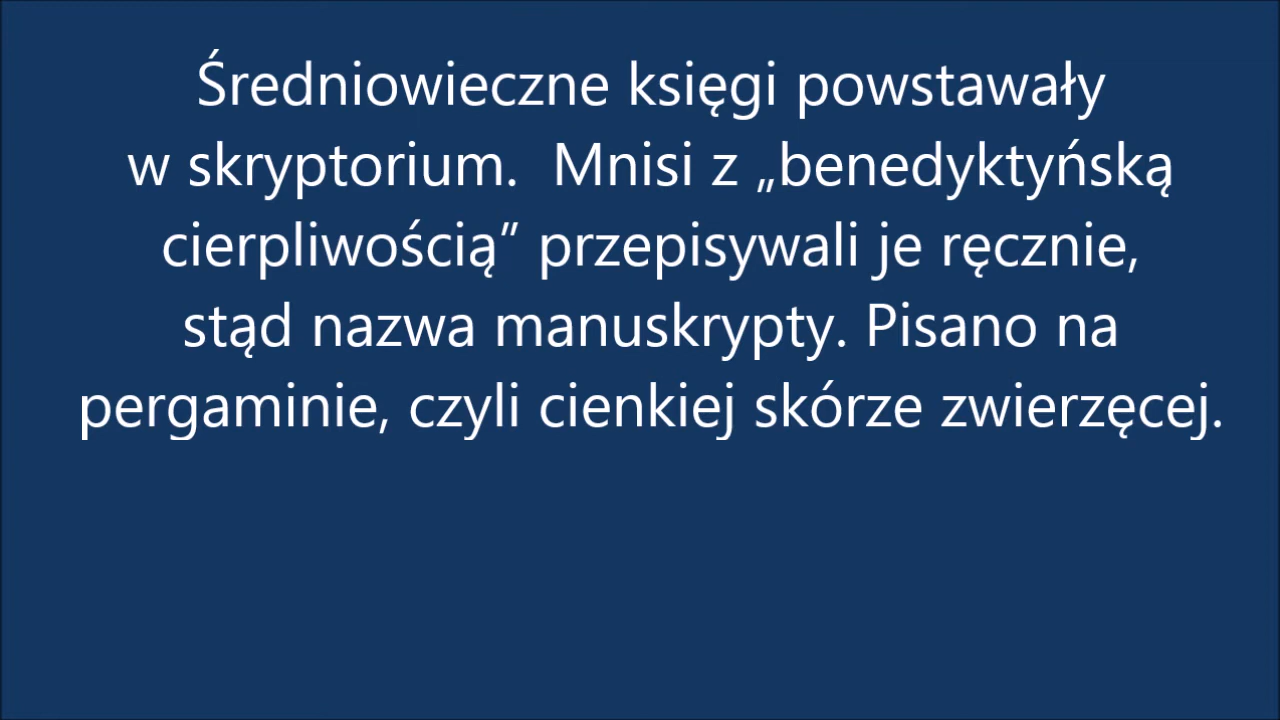 Średniowieczne księgi powstawały
w skryptorium.  Mnisi z „benedyktyńską
cierpliwością” przepisywali je ręcznie,
stąd nazwa manuskrypty. Pisano na
pergaminie, czyli cienkiej skórze zwierzęcej.